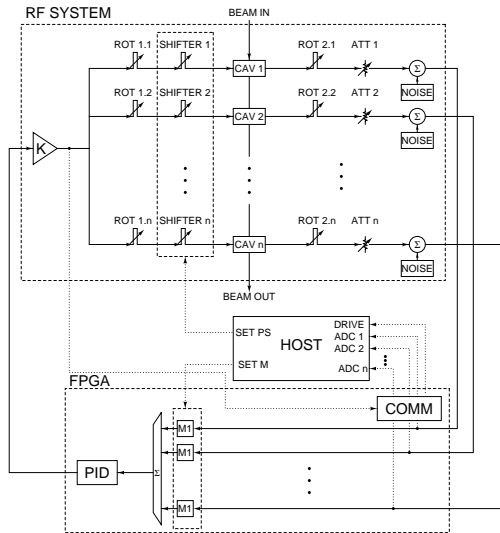 RF SYSTEM
BEAM IN
ROT 1.1 SHIFTER 1 ROT 2.1 ATT 1
CAV 1 Σ
NOISE
ROT 1.2 SHIFTER 2 ROT 2.2 ATT 2
CAV 2 Σ
NOISE
K
ROT 1.n SHIFTER n ROT 2.n ATT n
CAV n Σ
NOISE
BEAM OUT
SET PS
HOST
DRIVE
ADC 1
ADC 2
ADC n
SET M
FPGA
COMM
M1
M1
PID
Σ
M1